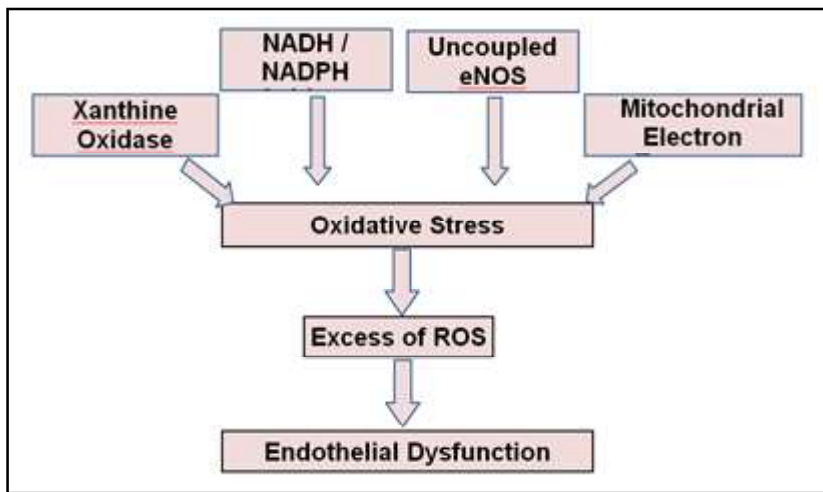 NADH /
NADPH
Uncoupled
eNOS
Xanthine
Oxidase
Mitochondrial
Electron
Oxidative Stress
Excess of ROS
Endothelial Dysfunction